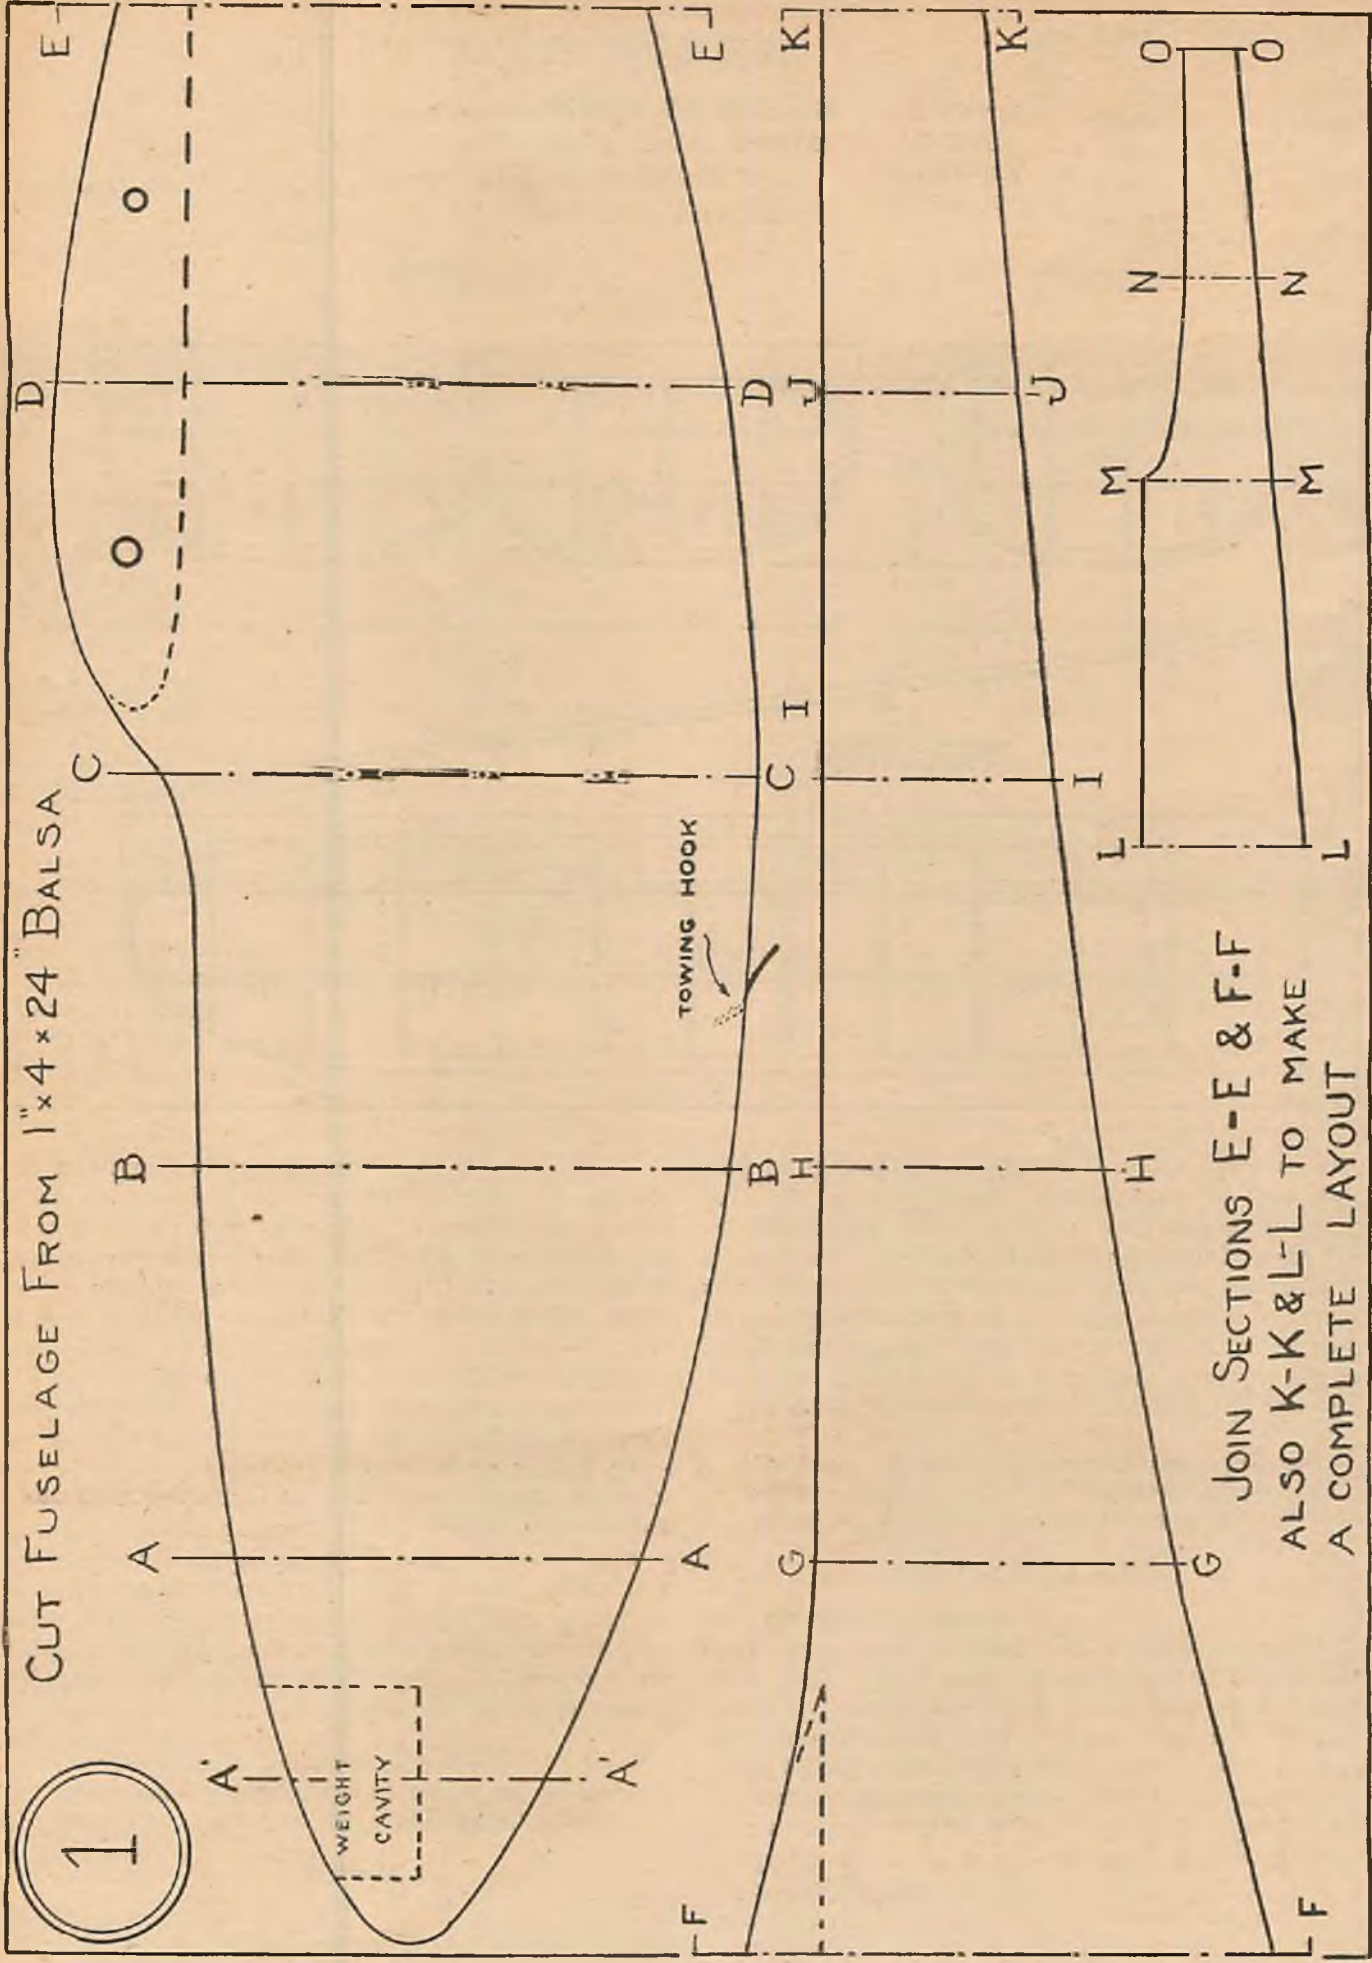 1
CUT FUSELAGE FROM 1"×4×24" BALSA
A' A B C D E
WEIGHT
CAVITY
TOWING HOOK
A' A B C D E
F G H I J K
F G H I J K
L M N O
L M N O
JOIN SECTIONS E-E & F-F
ALSO K-K & L-L TO MAKE
A COMPLETE LAYOUT